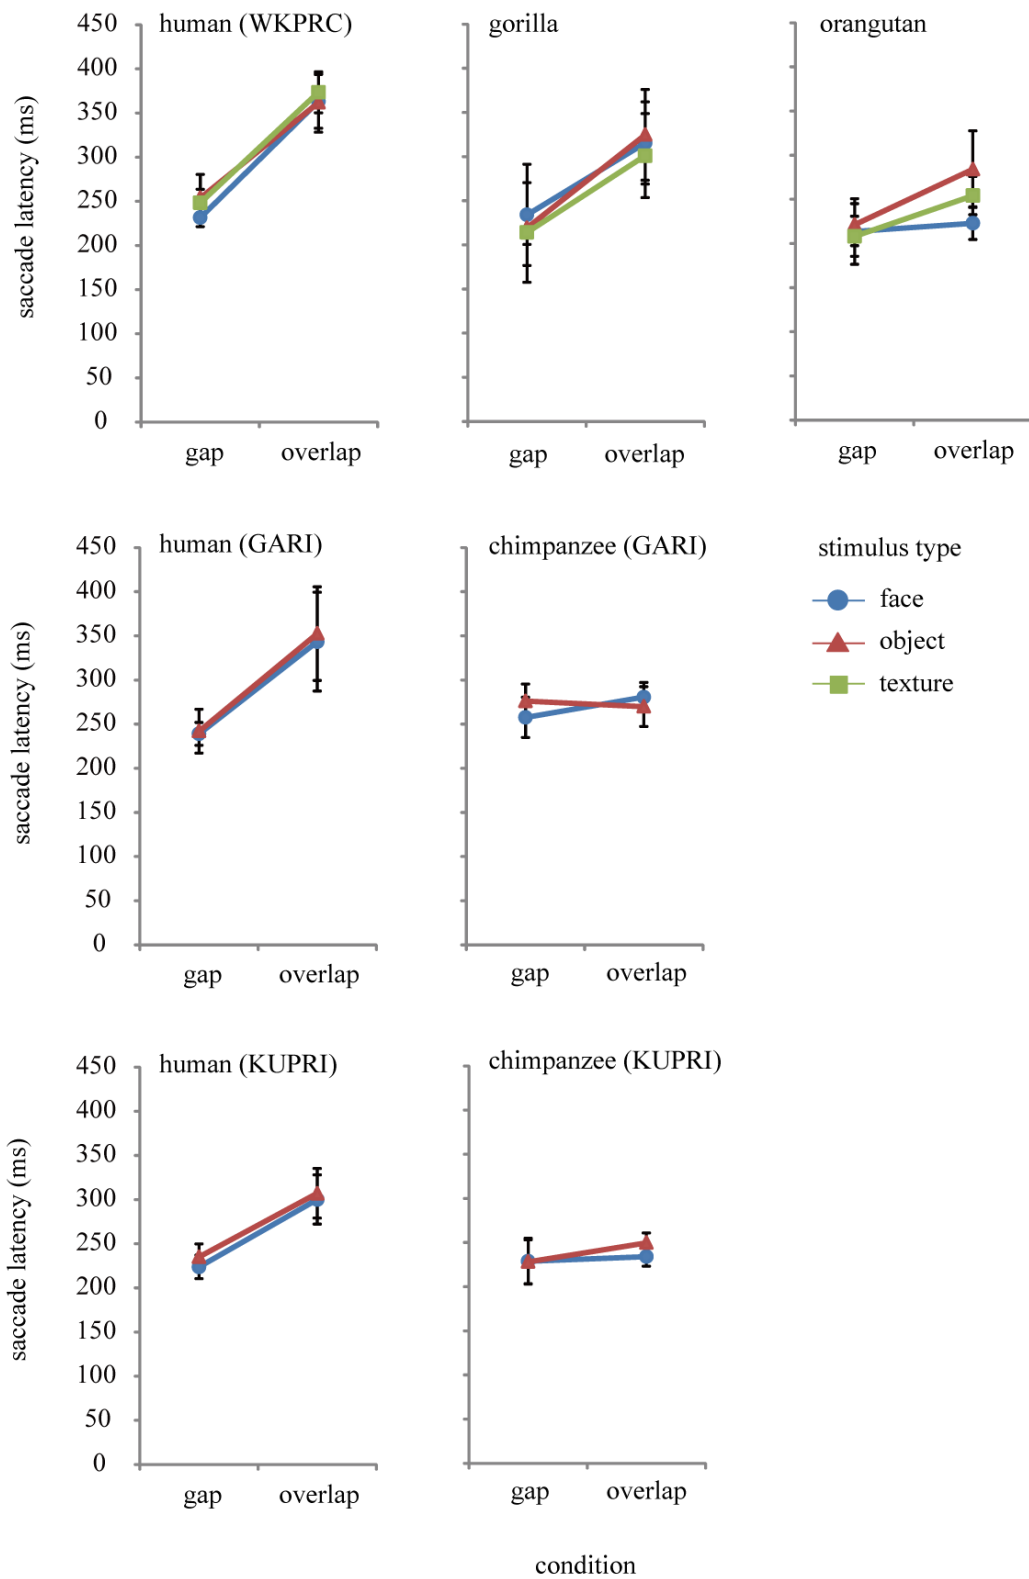 human (WKPRC)
gorilla
orangutan
saccade latency (ms)
450
400
350
300
250
200
150
100
50
0
gap overlap
gap overlap
gap overlap
human (GARI)
chimpanzee (GARI)
saccade latency (ms)
450
400
350
300
250
200
150
100
50
0
gap overlap
gap overlap
stimulus type
face
object
texture
human (KUPRI)
chimpanzee (KUPRI)
saccade latency (ms)
450
400
350
300
250
200
150
100
50
0
gap overlap
gap overlap
condition